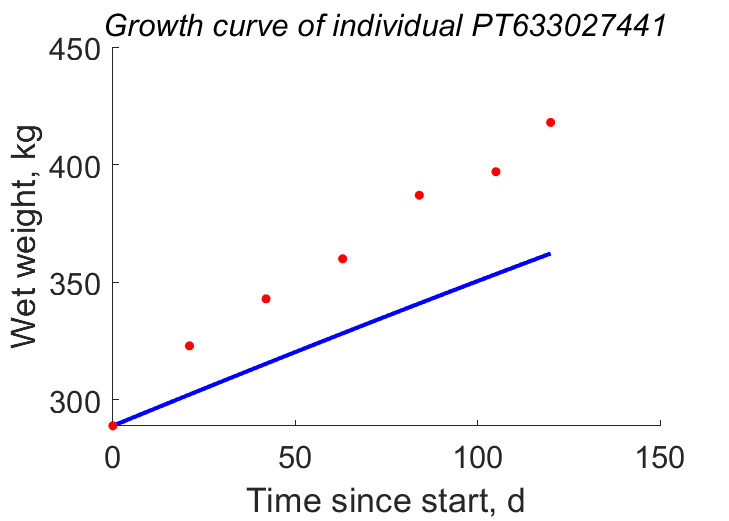 Growth curve of individual PT633027441
450
400
350
300
Wet weight, kg
0 50 100 150
Time since start, d